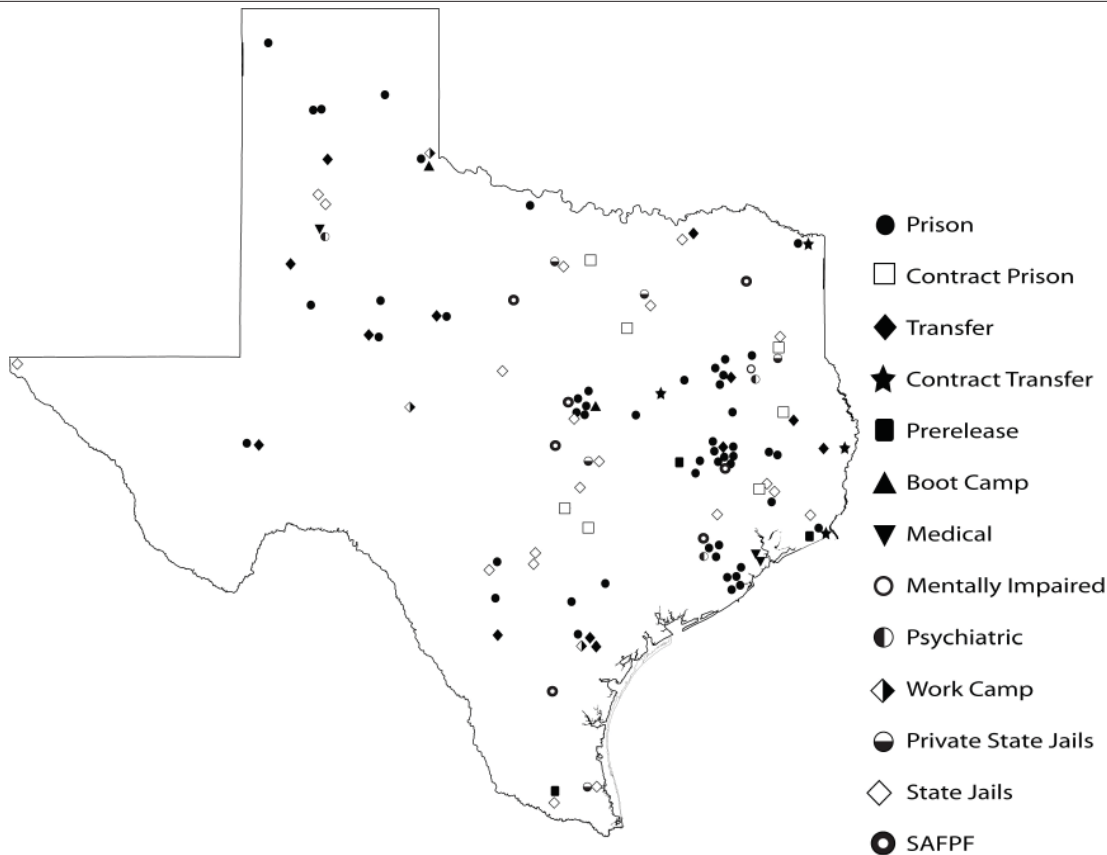 Prison
Contract Prison
Transfer
Contract Transfer
Prerelease
Boot Camp
Medical
Mentally Impaired
Psychiatric
Work Camp
Private State Jails
State Jails
SAFPF